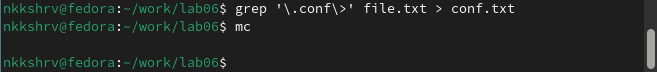 nkkshrv@fedora:~/work/lab06$ grep '\.conf\>' file.txt > conf.txt
nkkshrv@fedora:~/work/lab06$ mc
nkkshrv@fedora:~/work/lab06$